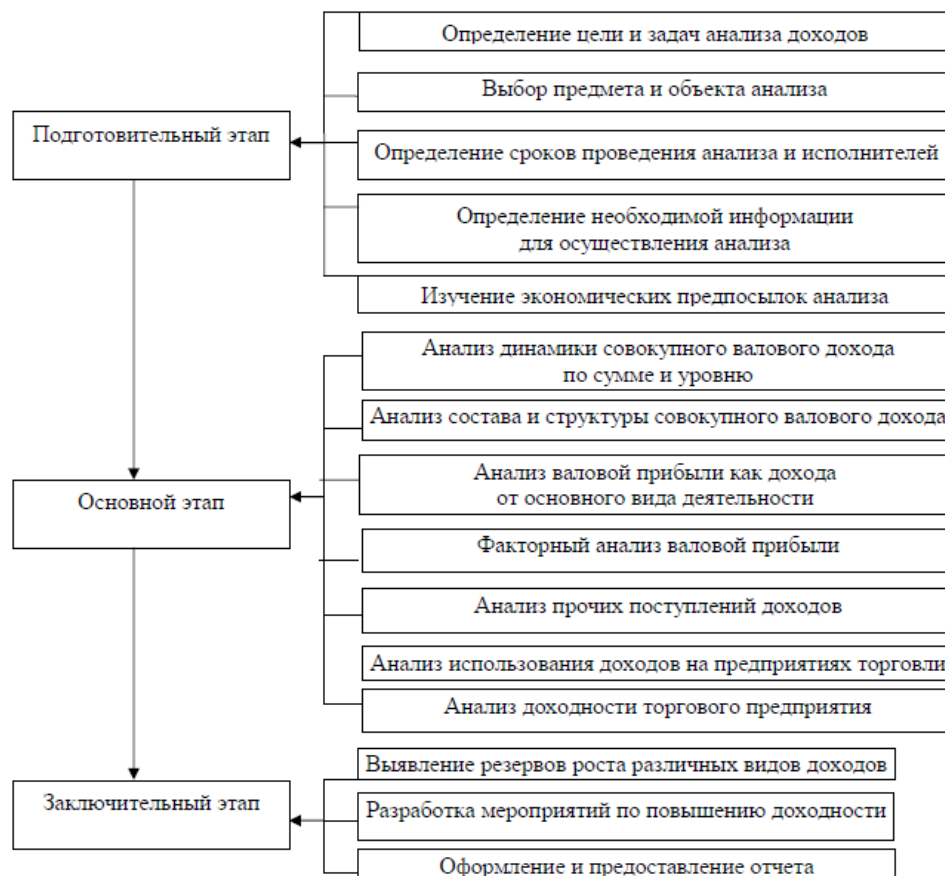 Подготовительный этап
Определение цели и задач анализа доходов
Выбор предмета и объекта анализа
Определение сроков проведения анализа и исполнителей
Определение необходимой информации
для осуществления анализа
Изучение экономических предпосылок анализа
Основной этап
Анализ динамики совокупного валового дохода
по сумме и уровню
Анализ состава и структуры совокупного валового дохода
Анализ валовой прибыли как дохода
от основного вида деятельности
Факторный анализ валовой прибыли
Анализ прочих поступлений доходов
Анализ использования доходов на предприятиях торговли
Анализ доходности торгового предприятия
Заключительный этап
Выявление резервов роста различных видов доходов
Разработка мероприятий по повышению доходности
Оформление и предоставление отчета